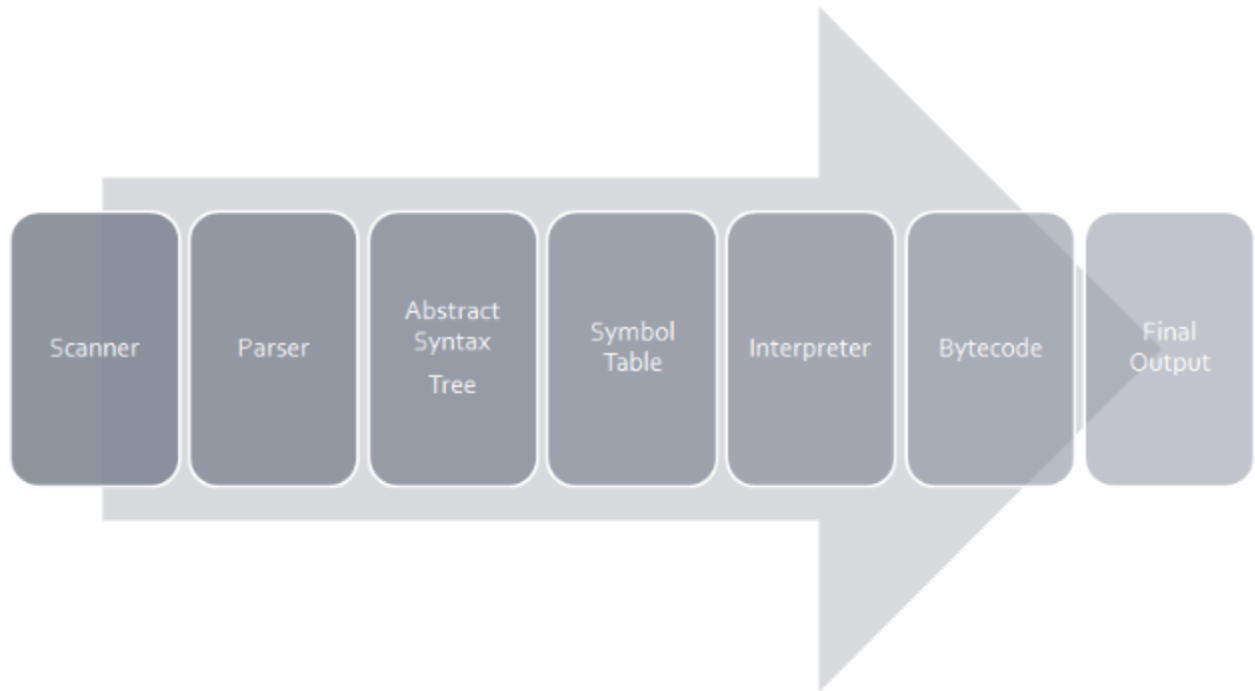 Scanner
Parser
Abstract
Syntax
Tree
Symbol
Table
Interpreter
Bytecode
Final
Output